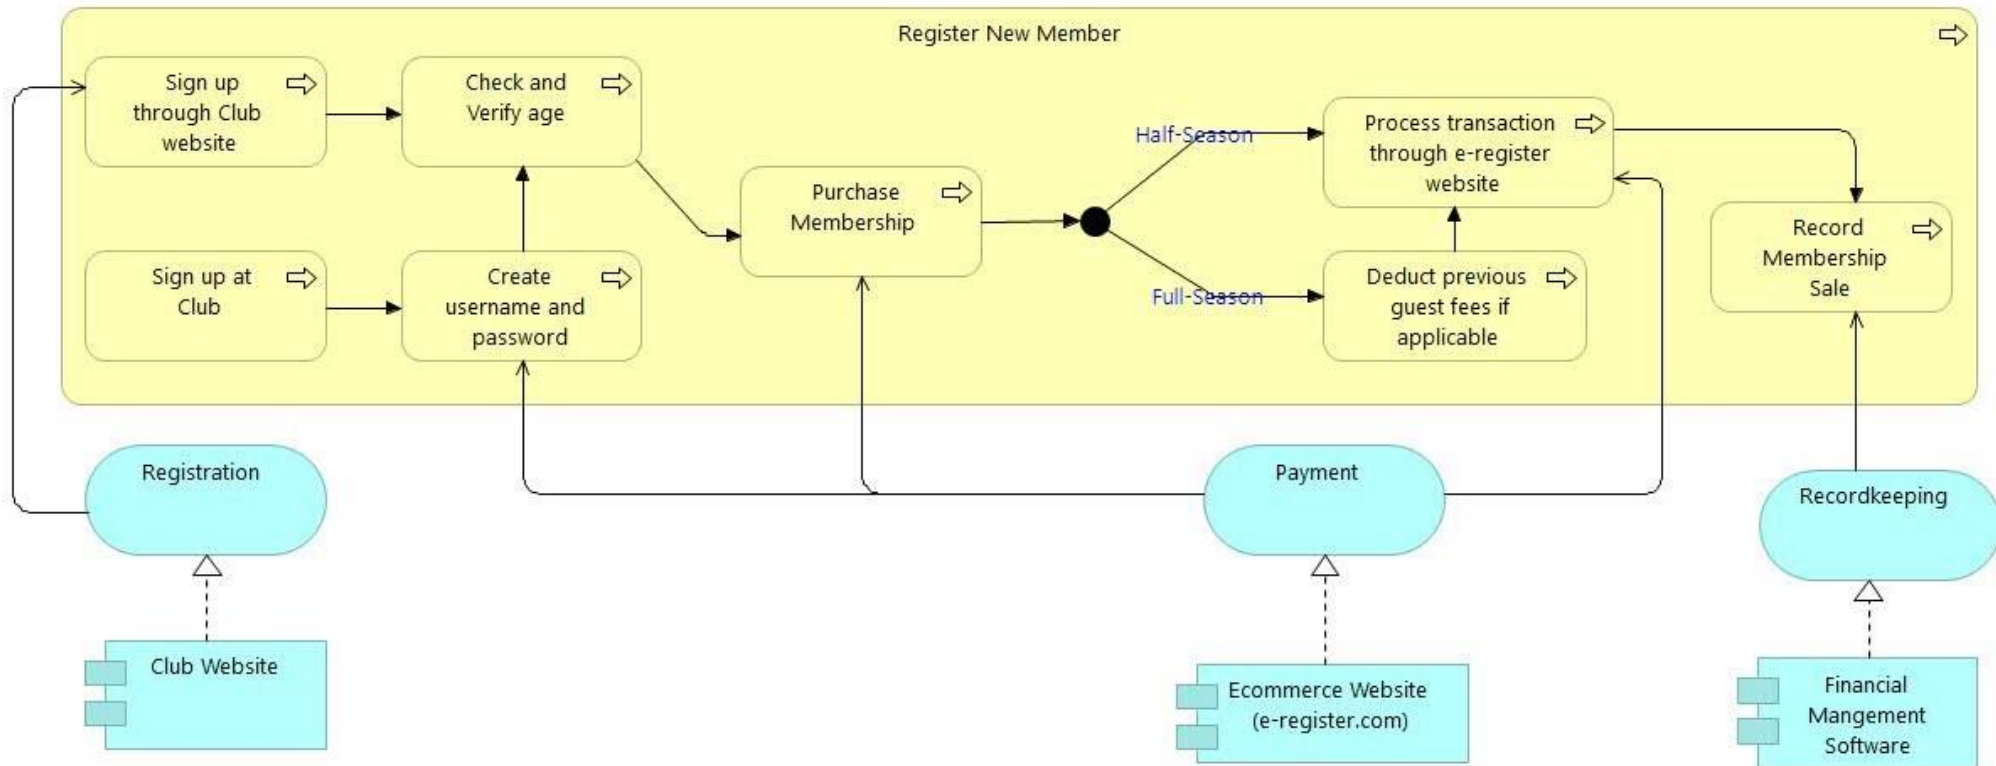 Register New Member
Sign up
through Club
website
Check and
Verify age
Purchase
Membership
Half-Season
Full-Season
Process transaction
through e-register
website
Record
Membership
Sale
Sign up at
Club
Create
username and
password
Deduct previous
guest fees if
applicable
Registration
Payment
Recordkeeping
Club Website
Ecommerce Website
(e-register.com)
Financial
Mangement
Software